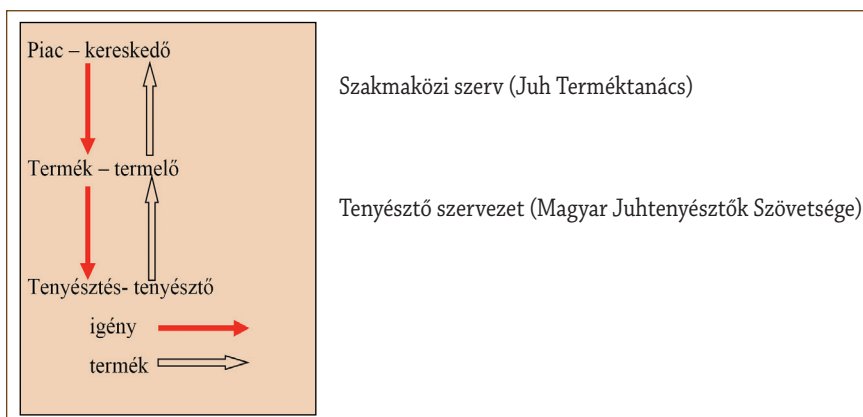 Piac – kereskedő
Szakmaközi szerv (Juh Terméktanács)
Termék – termelő
Tenyésztő szervezet (Magyar Juhtenyésztők Szövetsége)
Tenyésztés- tenyésztő
igény
termék